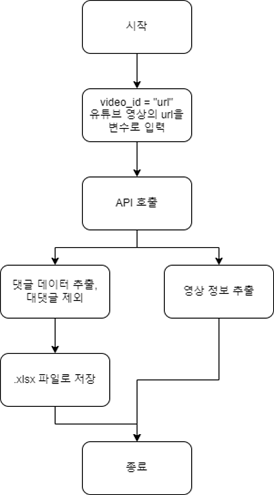 시작
video_id = "url"
유튜브 영상의 url을
변수로 입력
API 호출
댓글 데이터 추출,
대댓글 제외
영상 정보 추출
.xlsx 파일로 저장
종료